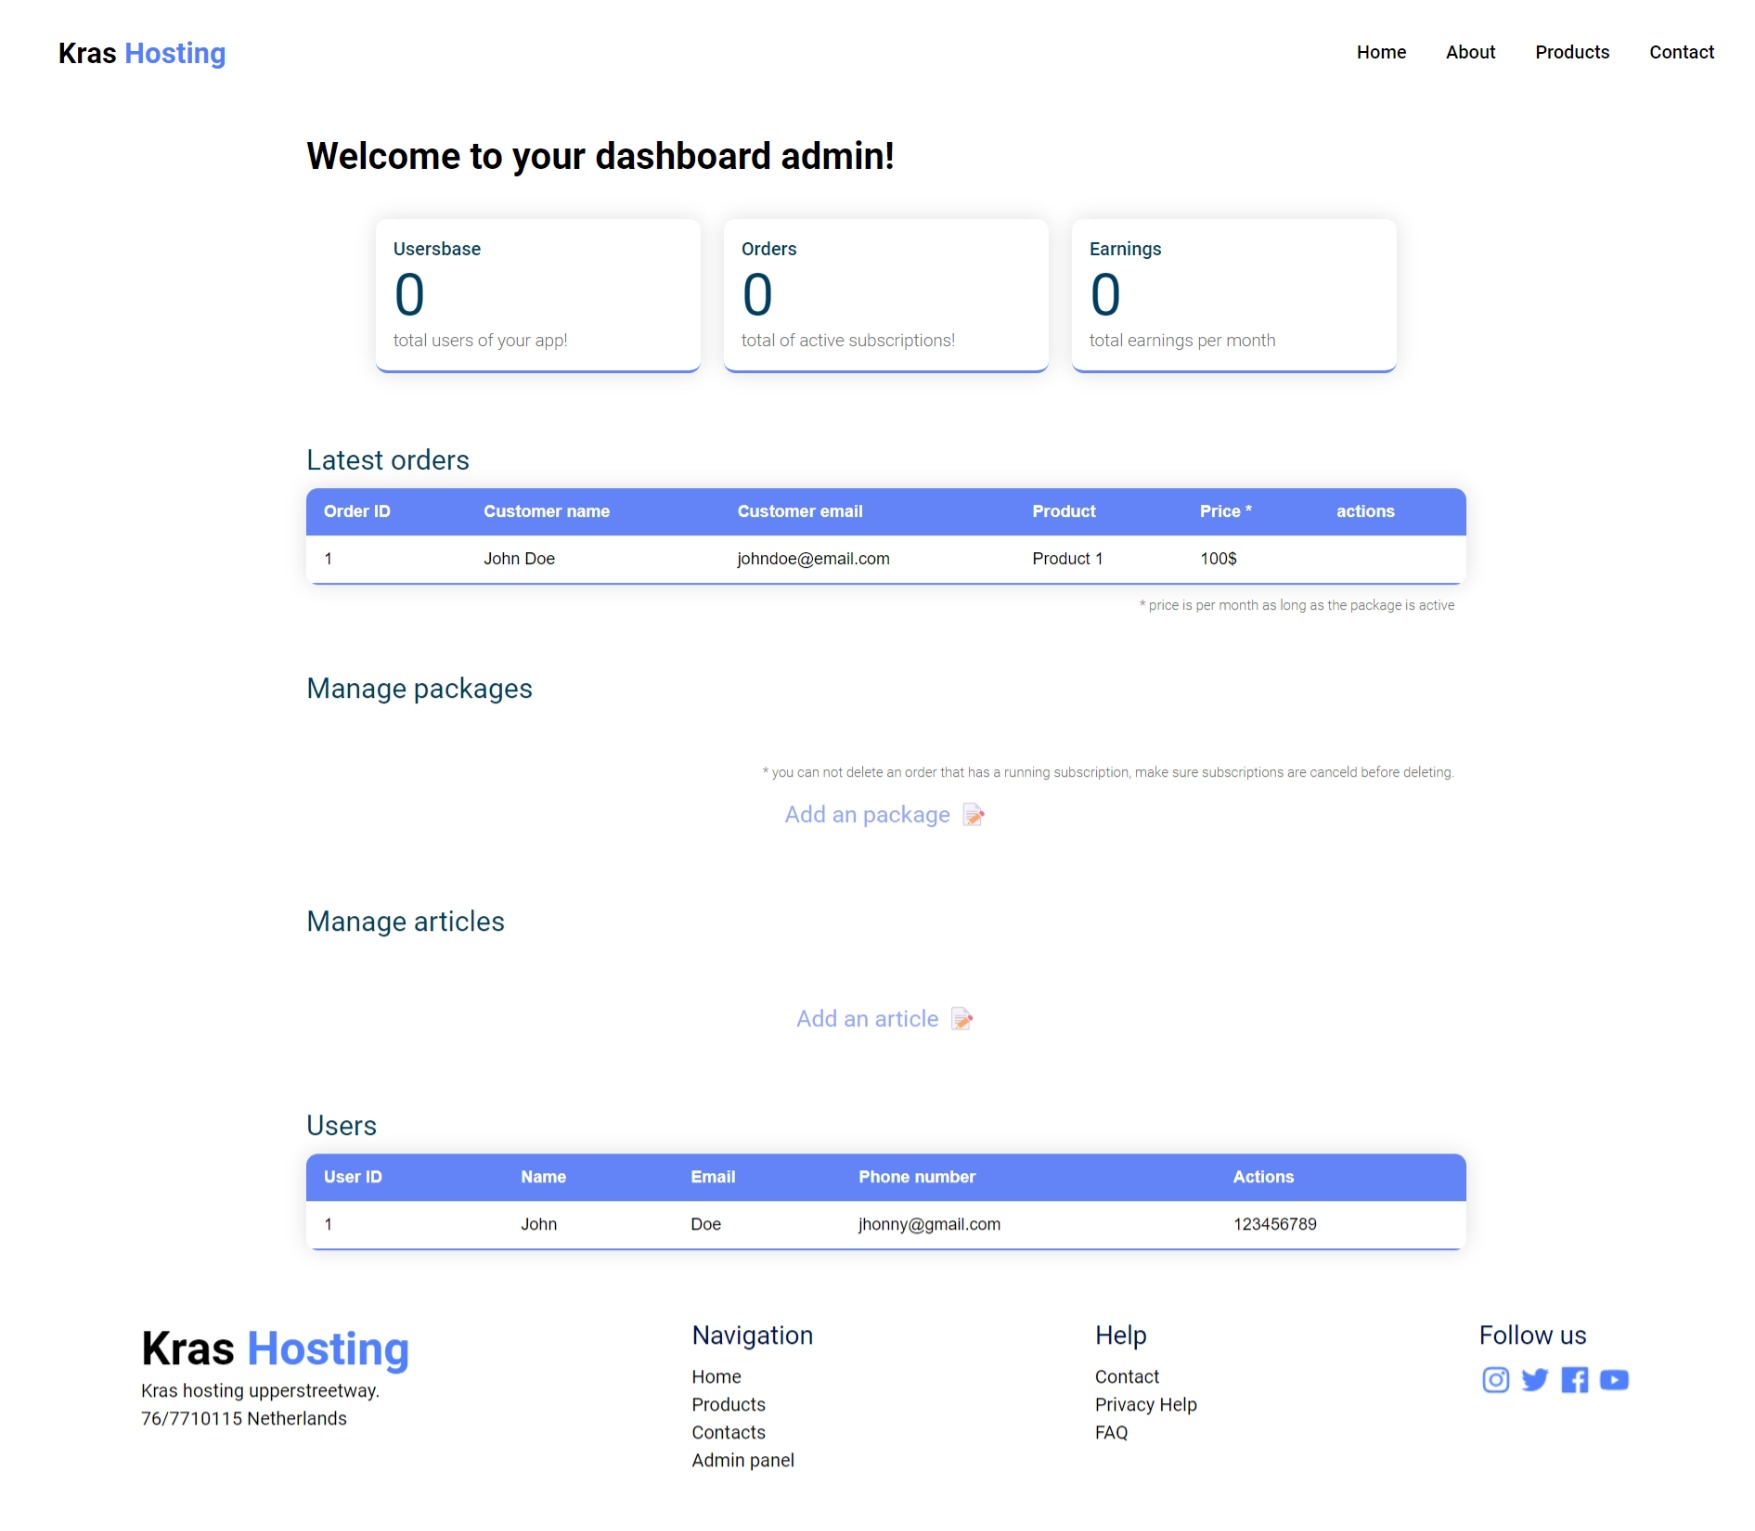 Kras Hosting
Home About Products Contact
Welcome to your dashboard admin!
Usersbase
0
total users of your app!
Orders
0
total of active subscriptions!
Earnings
0
total earnings per month
Latest orders
Order ID Customer name Customer email Product Price * actions
1 John Doe johndoe@email.com Product 1 100$
* price is per month as long as the package is active
Manage packages
* you can not delete an order that has a running subscription, make sure subscriptions are canceld before deleting.
Add an package
Manage articles
Add an article
Users
User ID Name Email Phone number Actions
1 John Doe jhonny@gmail.com 123456789
Kras Hosting
Kras hosting upperstreetway.
76/7710115 Netherlands
Navigation
Home
Products
Contacts
Admin panel
Help
Contact
Privacy Help
FAQ
Follow us